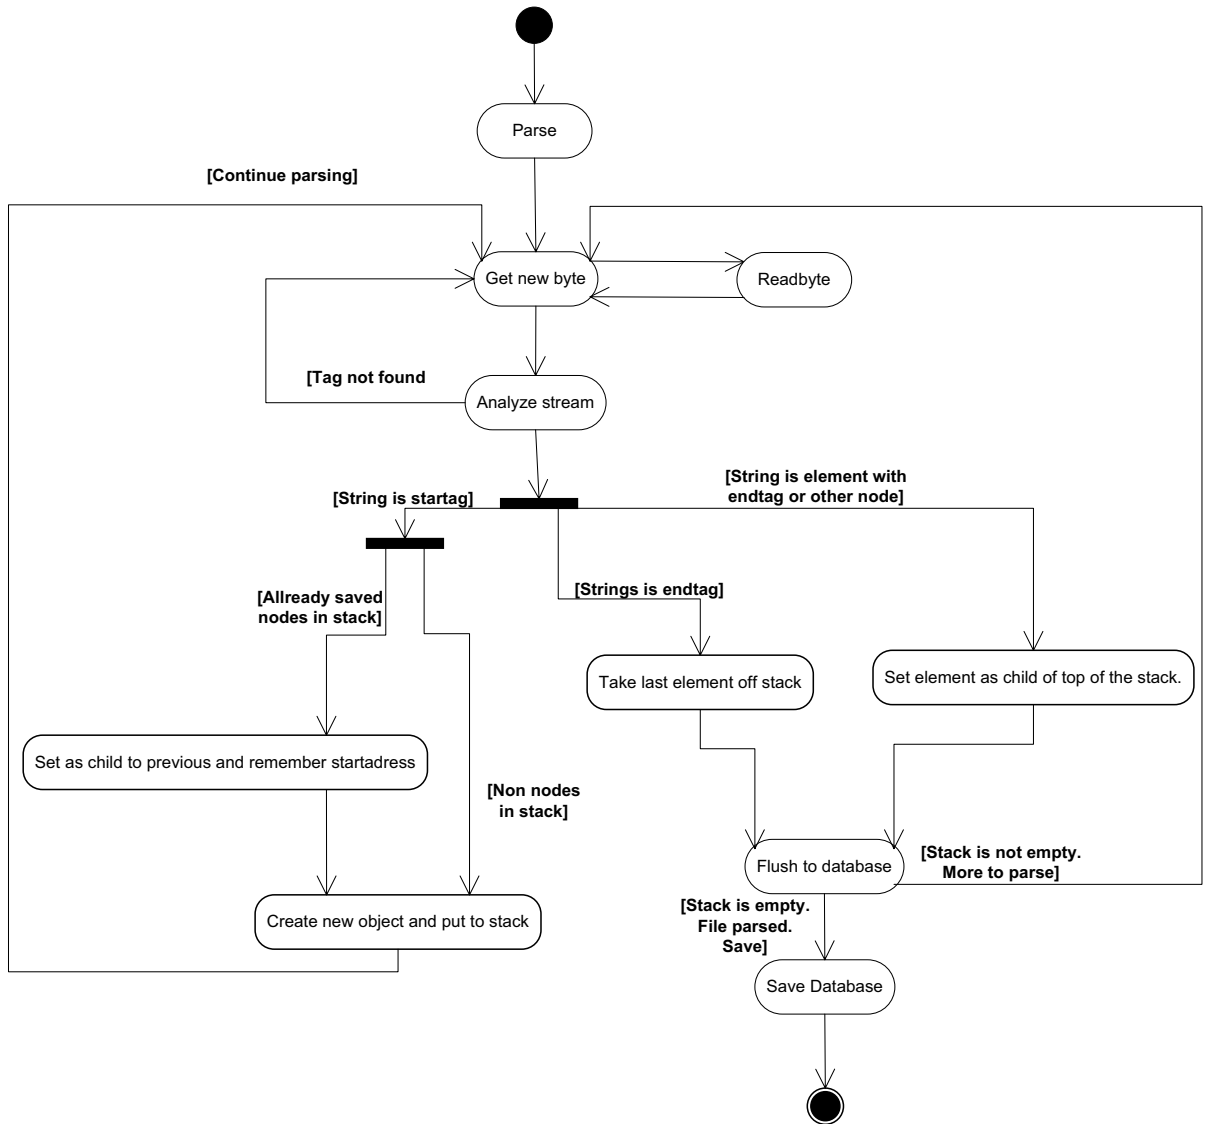 Parse
[Continue parsing]
Get new byte
Readbyte
[Tag not found
Analyze stream
[String is element with
endtag or other node]
[String is startag]
[Strings is endtag]
[Allready saved
nodes in stack]
Take last element off stack
Set element as child of top of the stack.
Set as child to previous and remember startadress
[Non nodes
in stack]
Flush to database
[Stack is not empty.
More to parse]
[Stack is empty.
File parsed.
Save]
Create new object and put to stack
Save Database